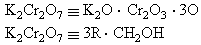 K₂Cr₂O₇ ≡ K₂O · Cr₂O₃ · 3O
K₂Cr₂O₇ ≡ 3R · CH₂OH